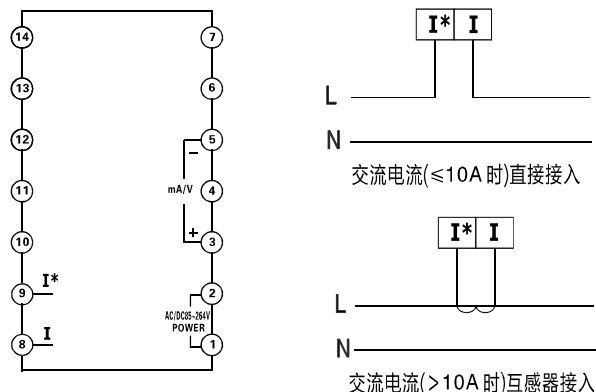 14
7
13
6
12
5
−
11
mA/V
4
+
10
3
9
I*
2
AC/DC85~264V
POWER
8
I
1
I* I
L
N
交流电流(≤10A 时)直接接入
I* I
L
N
交流电流(>10A 时)互感器接入